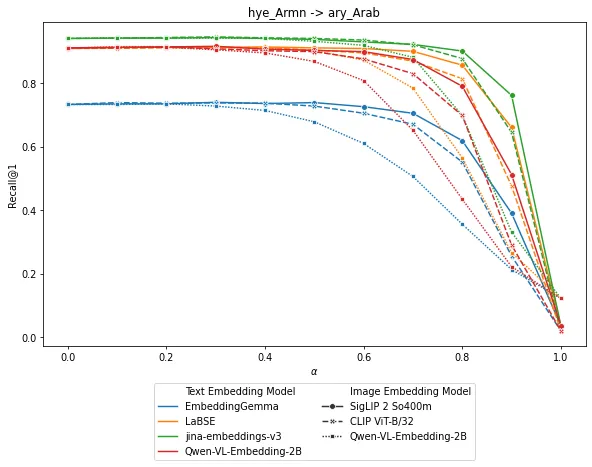 hye_Armn -> ary_Arab
Recall@1
0.8
0.6
0.4
0.2
0.0
0.0 0.2 0.4 0.6 0.8 1.0
α
Text Embedding Model
EmbeddingGemma
LaBSE
jina-embeddings-v3
Qwen-VL-Embedding-2B
Image Embedding Model
SigLIP 2 So400m
CLIP ViT-B/32
Qwen-VL-Embedding-2B